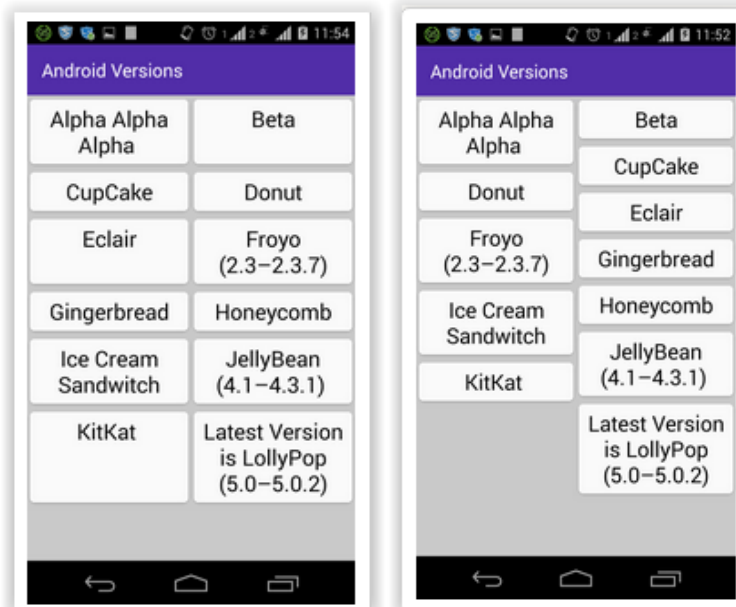 1 2 11:54
Android Versions
Alpha Alpha
Alpha
Beta
CupCake
Donut
Eclair
Froyo
(2.3–2.3.7)
Gingerbread
Honeycomb
Ice Cream
Sandwitch
JellyBean
(4.1–4.3.1)
KitKat
Latest Version
is LollyPop
(5.0–5.0.2)
1 2 11:52
Android Versions
Alpha Alpha
Alpha
Donut
Froyo
(2.3–2.3.7)
Ice Cream
Sandwitch
KitKat
Beta
CupCake
Eclair
Gingerbread
Honeycomb
JellyBean
(4.1–4.3.1)
Latest Version
is LollyPop
(5.0–5.0.2)